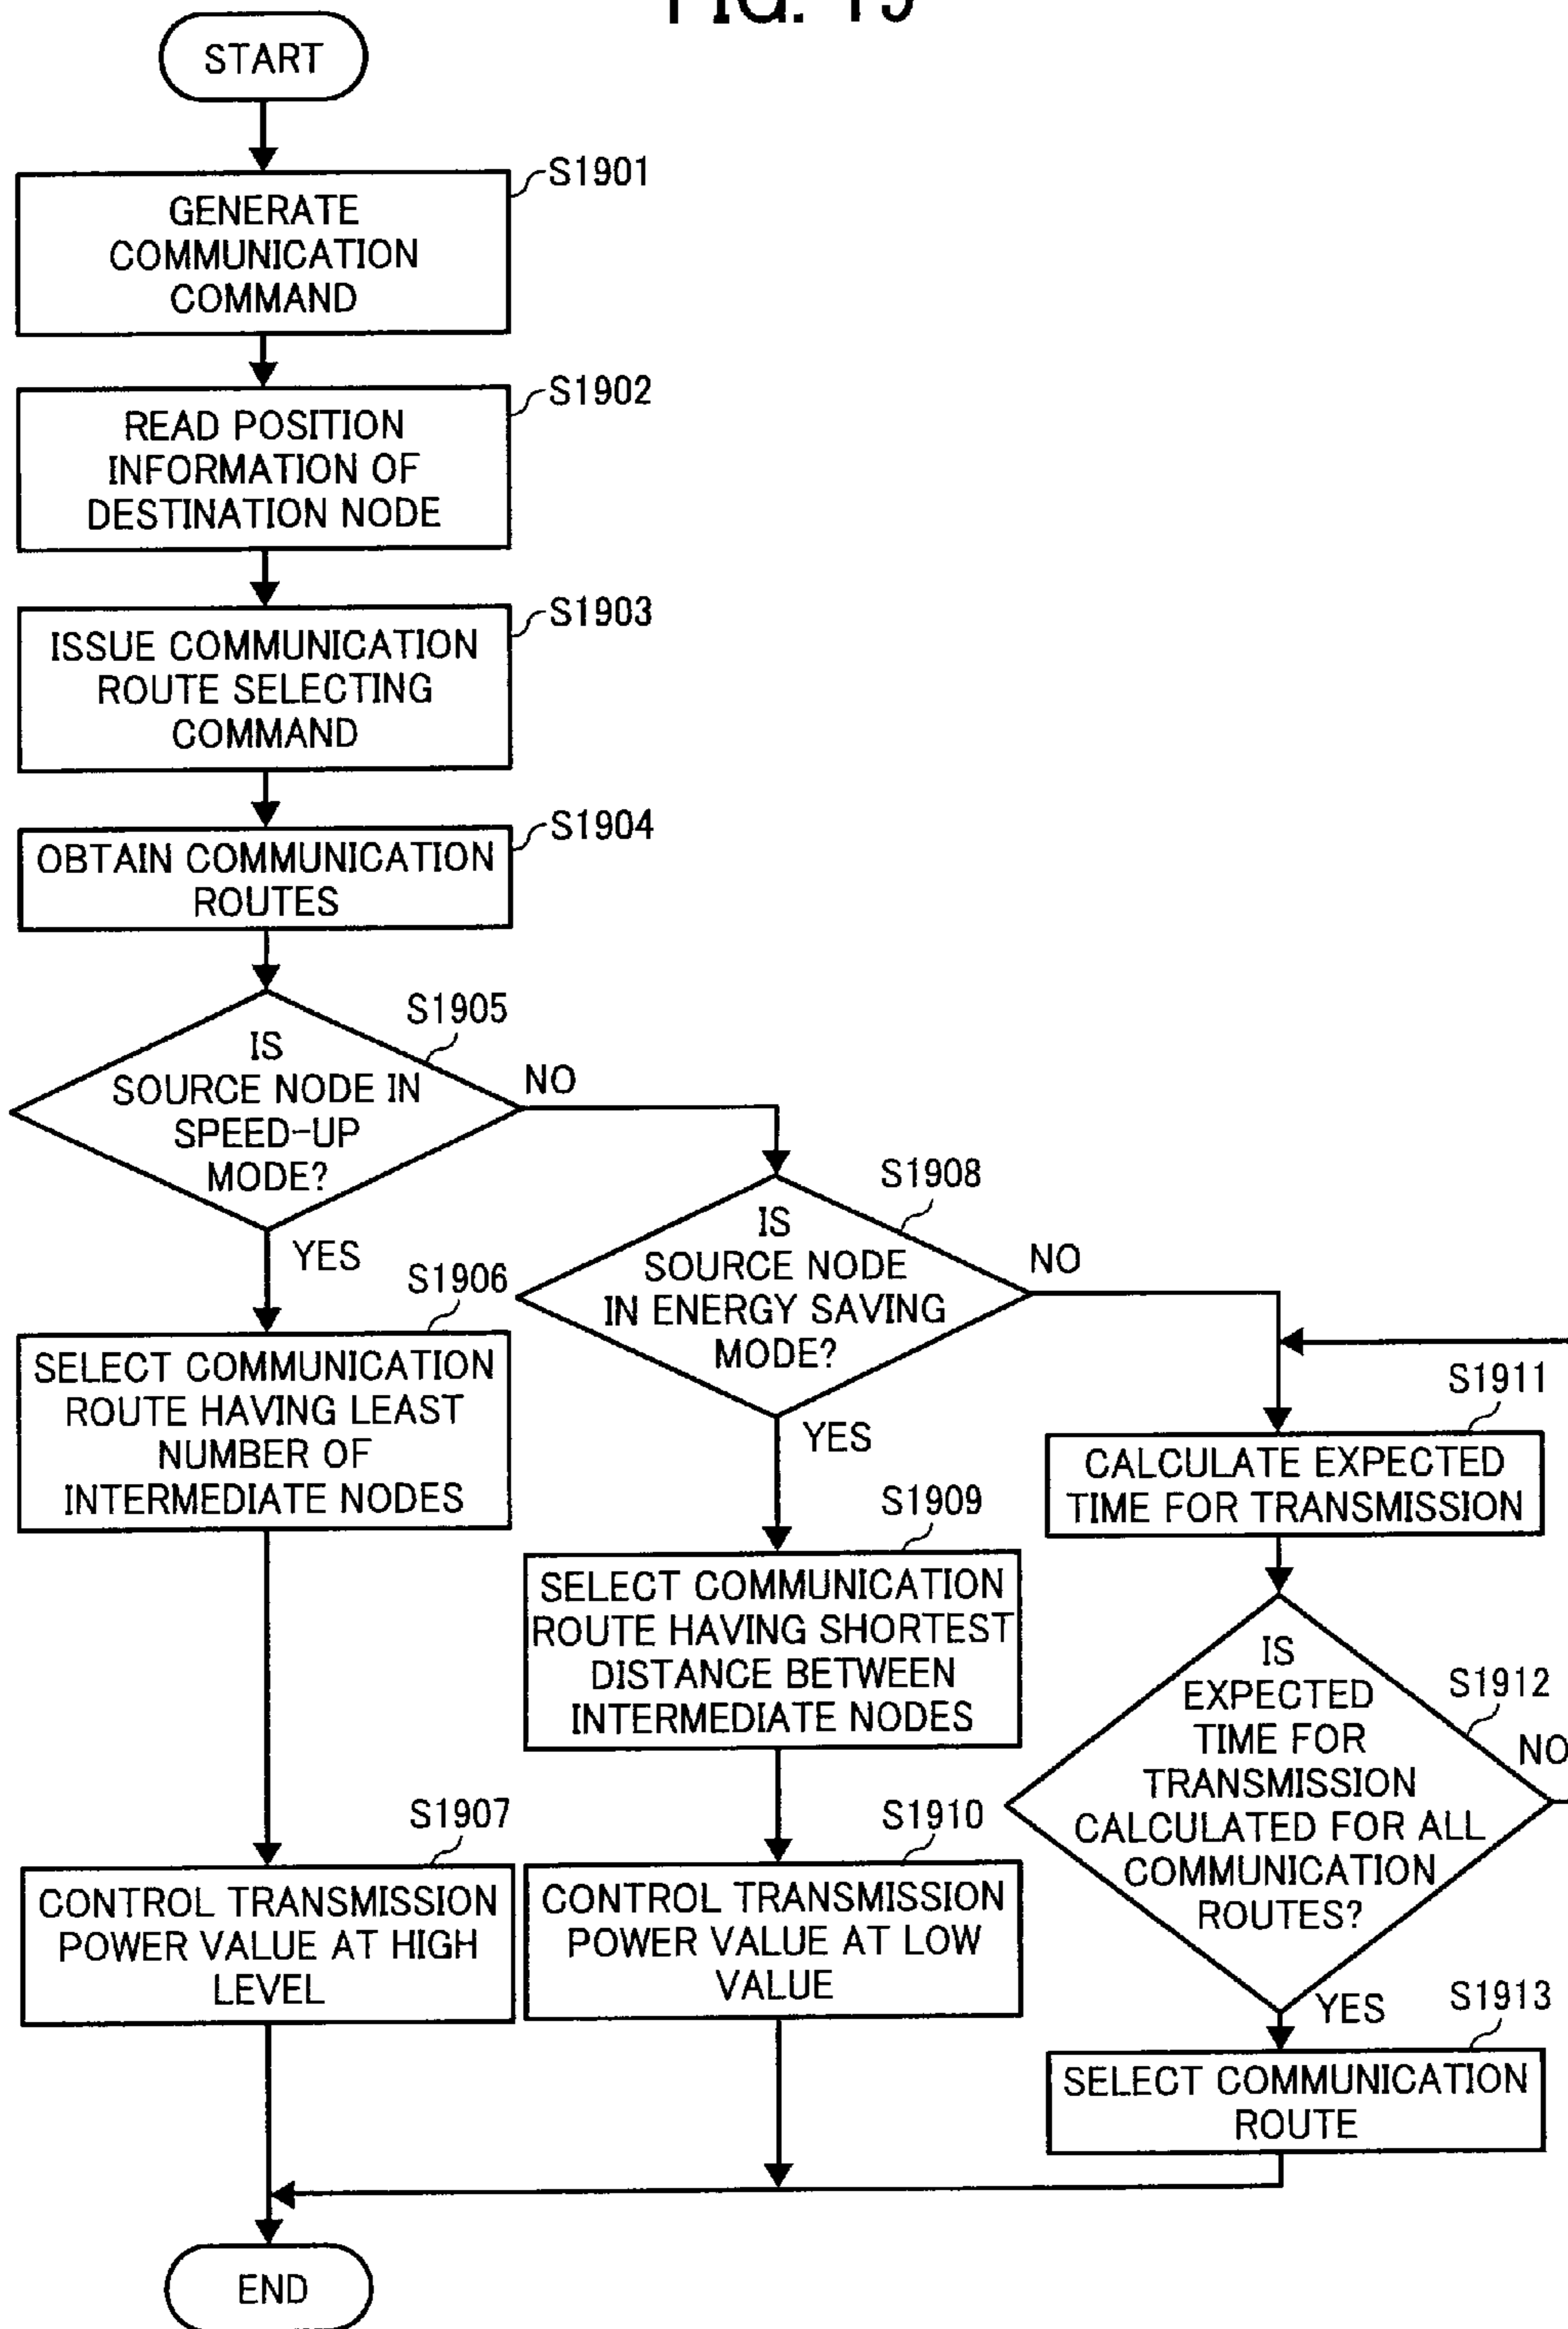 FIG. 19
START
S1901
GENERATE
COMMUNICATION
COMMAND
S1902
READ POSITION
INFORMATION OF
DESTINATION NODE
S1903
ISSUE COMMUNICATION
ROUTE SELECTING
COMMAND
S1904
OBTAIN COMMUNICATION
ROUTES
S1905
IS
SOURCE NODE IN
SPEED-UP
MODE?
NO
YES
S1906
SELECT COMMUNICATION
ROUTE HAVING LEAST
NUMBER OF
INTERMEDIATE NODES
S1907
CONTROL TRANSMISSION
POWER VALUE AT HIGH
LEVEL
S1908
IS
SOURCE NODE
IN ENERGY SAVING
MODE?
NO
YES
S1909
SELECT COMMUNICATION
ROUTE HAVING SHORTEST
DISTANCE BETWEEN
INTERMEDIATE NODES
S1910
CONTROL TRANSMISSION
POWER VALUE AT LOW
VALUE
S1911
CALCULATE EXPECTED
TIME FOR TRANSMISSION
S1912
IS
EXPECTED
TIME FOR
TRANSMISSION
CALCULATED FOR ALL
COMMUNICATION
ROUTES?
NO
YES
S1913
SELECT COMMUNICATION
ROUTE
END